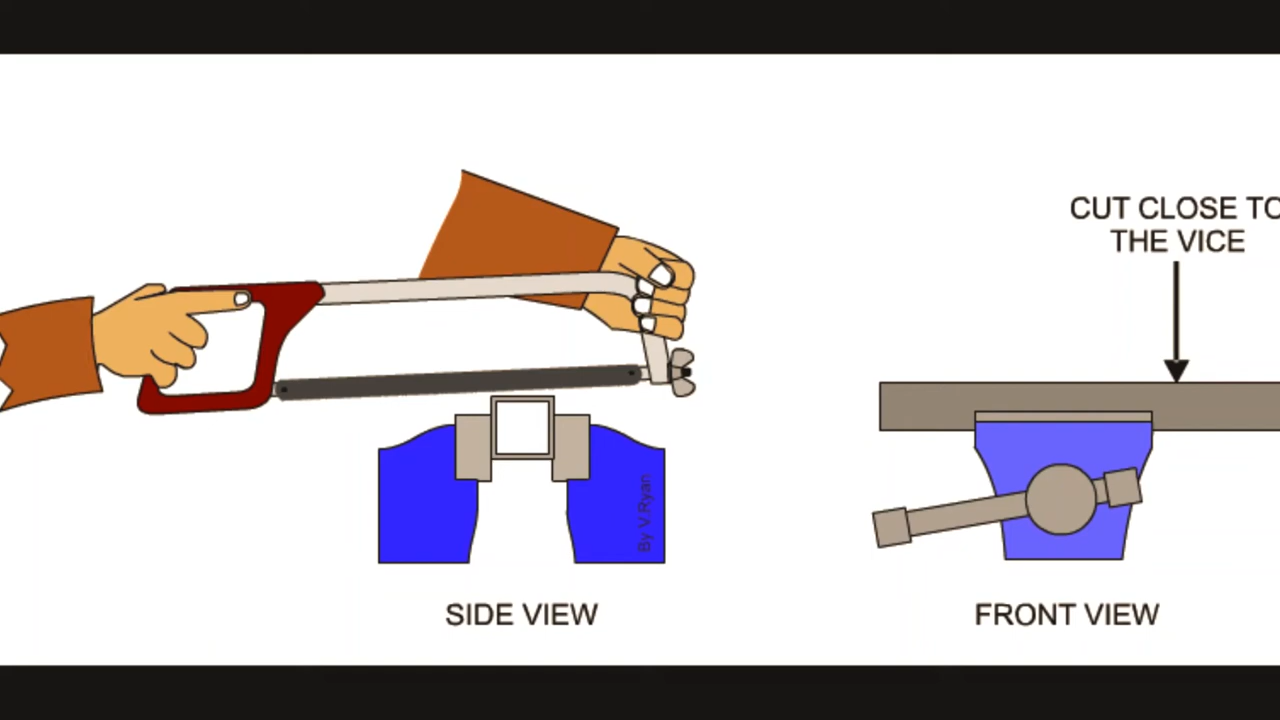 CUT CLOSE TO
THE VICE
By V.Ryan
SIDE VIEW
FRONT VIEW